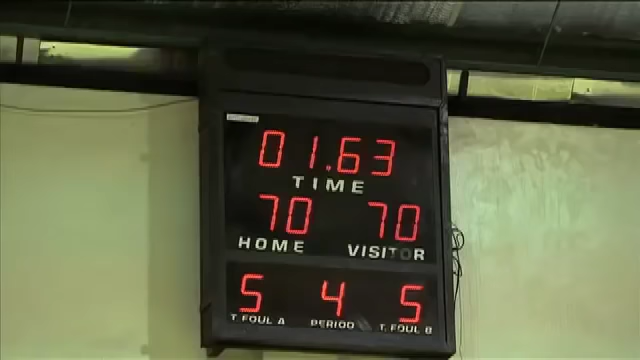 01.63
TIME
70 70
HOME VISITOR
5 4 5
T. FOUL A PERIOD T. FOUL B